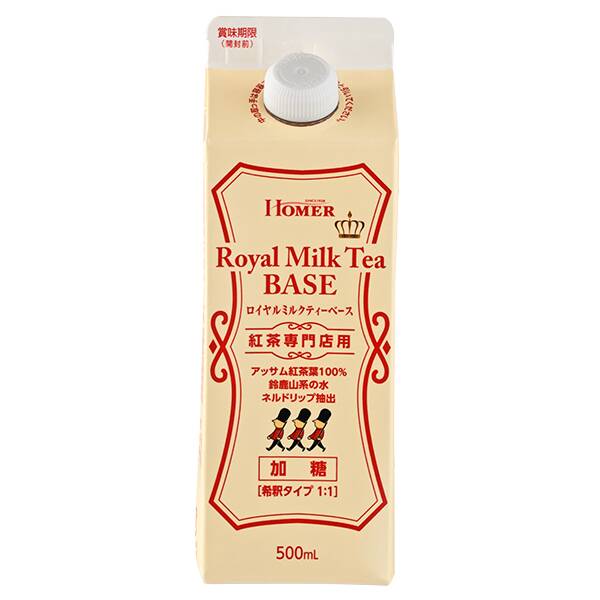 賞味期限
(開封前)
SINCE 1928
HOMER
Royal Milk Tea
BASE
ロイヤルミルクティーベース
紅茶専門店用
アッサム紅茶葉100%
鈴鹿山系の水
ネルドリップ抽出
加糖
[希釈タイプ 1:1]
500mL